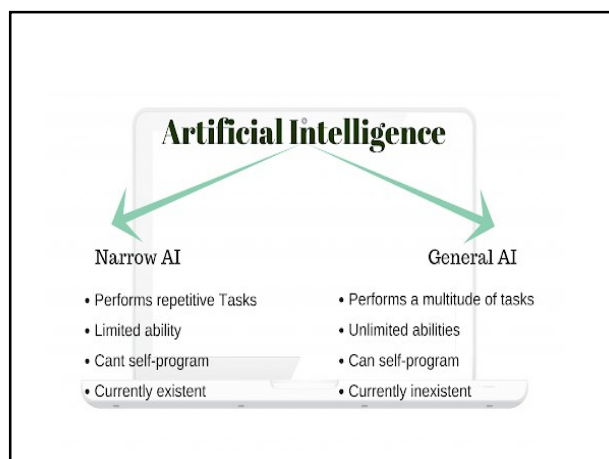 Artificial Intelligence
Narrow AI
• Performs repetitive Tasks
• Limited ability
• Cant self-program
• Currently existent
General AI
• Performs a multitude of tasks
• Unlimited abilities
• Can self-program
• Currently inexistent